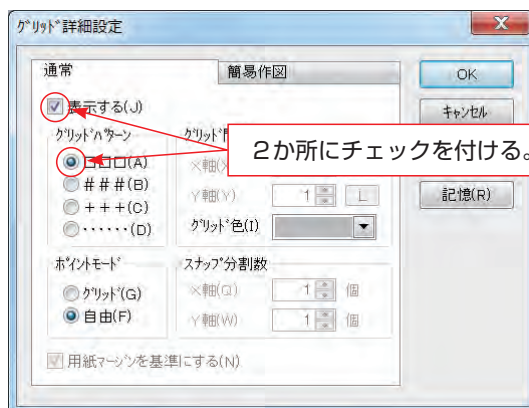 グリッド詳細設定
通常
簡易作図
OK
表示する(J)
キャンセル
グリッドパターン
2か所にチェックを付ける。
□□□(A)
###(B)
Y軸(Y)
1
L
記憶(R)
+++(C)
グリッド色(I)
······(D)
ポイントモード
スナップ分割数
グリッド(G)
X軸(Q)
1
個
自由(F)
Y軸(W)
1
個
用紙マージンを基準にする(N)